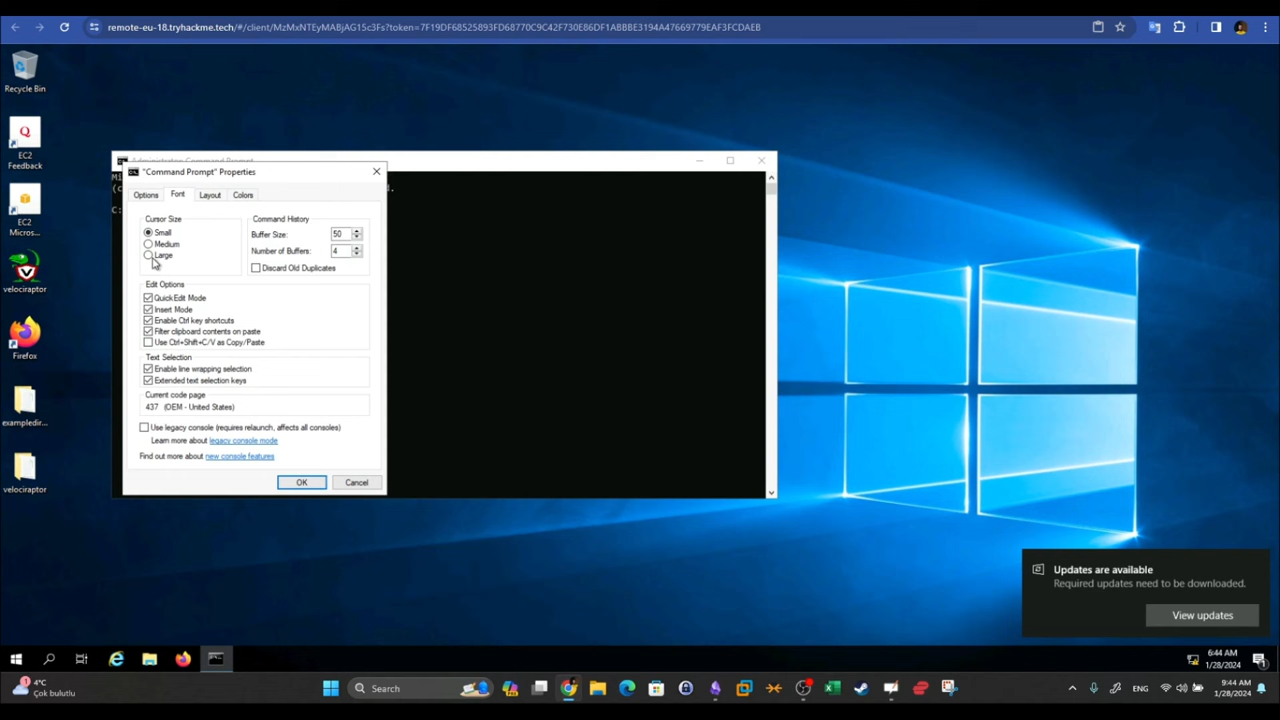 remote-eu-18.tryhackme.tech/#/client/MzMxNTEyMABjAG15c3Fs?token=7F19DF68525893FD68770C9C42F730E86DF1ABBBE3194A47669779EAF3FCDAEB
Recycle Bin
EC2
Feedback
EC2
Micros...
velociraptor
Firefox
exampledir...
velociraptor
"Command Prompt" Properties
Options
Font
Layout
Colors
Cursor Size
Small
Medium
Large
Command History
Buffer Size:
50
Number of Buffers:
4
Discard Old Duplicates
Edit Options
QuickEdit Mode
Insert Mode
Enable Ctrl key shortcuts
Filter clipboard contents on paste
Use Ctrl+Shift+C/V as Copy/Paste
Text Selection
Enable line wrapping selection
Extended text selection keys
Current code page
437 (OEM - United States)
Use legacy console (requires relaunch, affects all consoles)
Learn more about legacy console mode
Find out more about new console features
OK
Cancel
Updates are available
Required updates need to be downloaded.
View updates
6:44 AM
1/28/2024
4°C
Çok bulutlu
Search
ENG
9:44 AM
1/28/2024